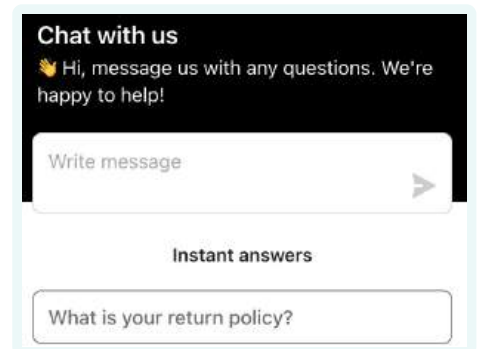 Chat with us
👋 Hi, message us with any questions. We're
happy to help!
Write message
Instant answers
What is your return policy?